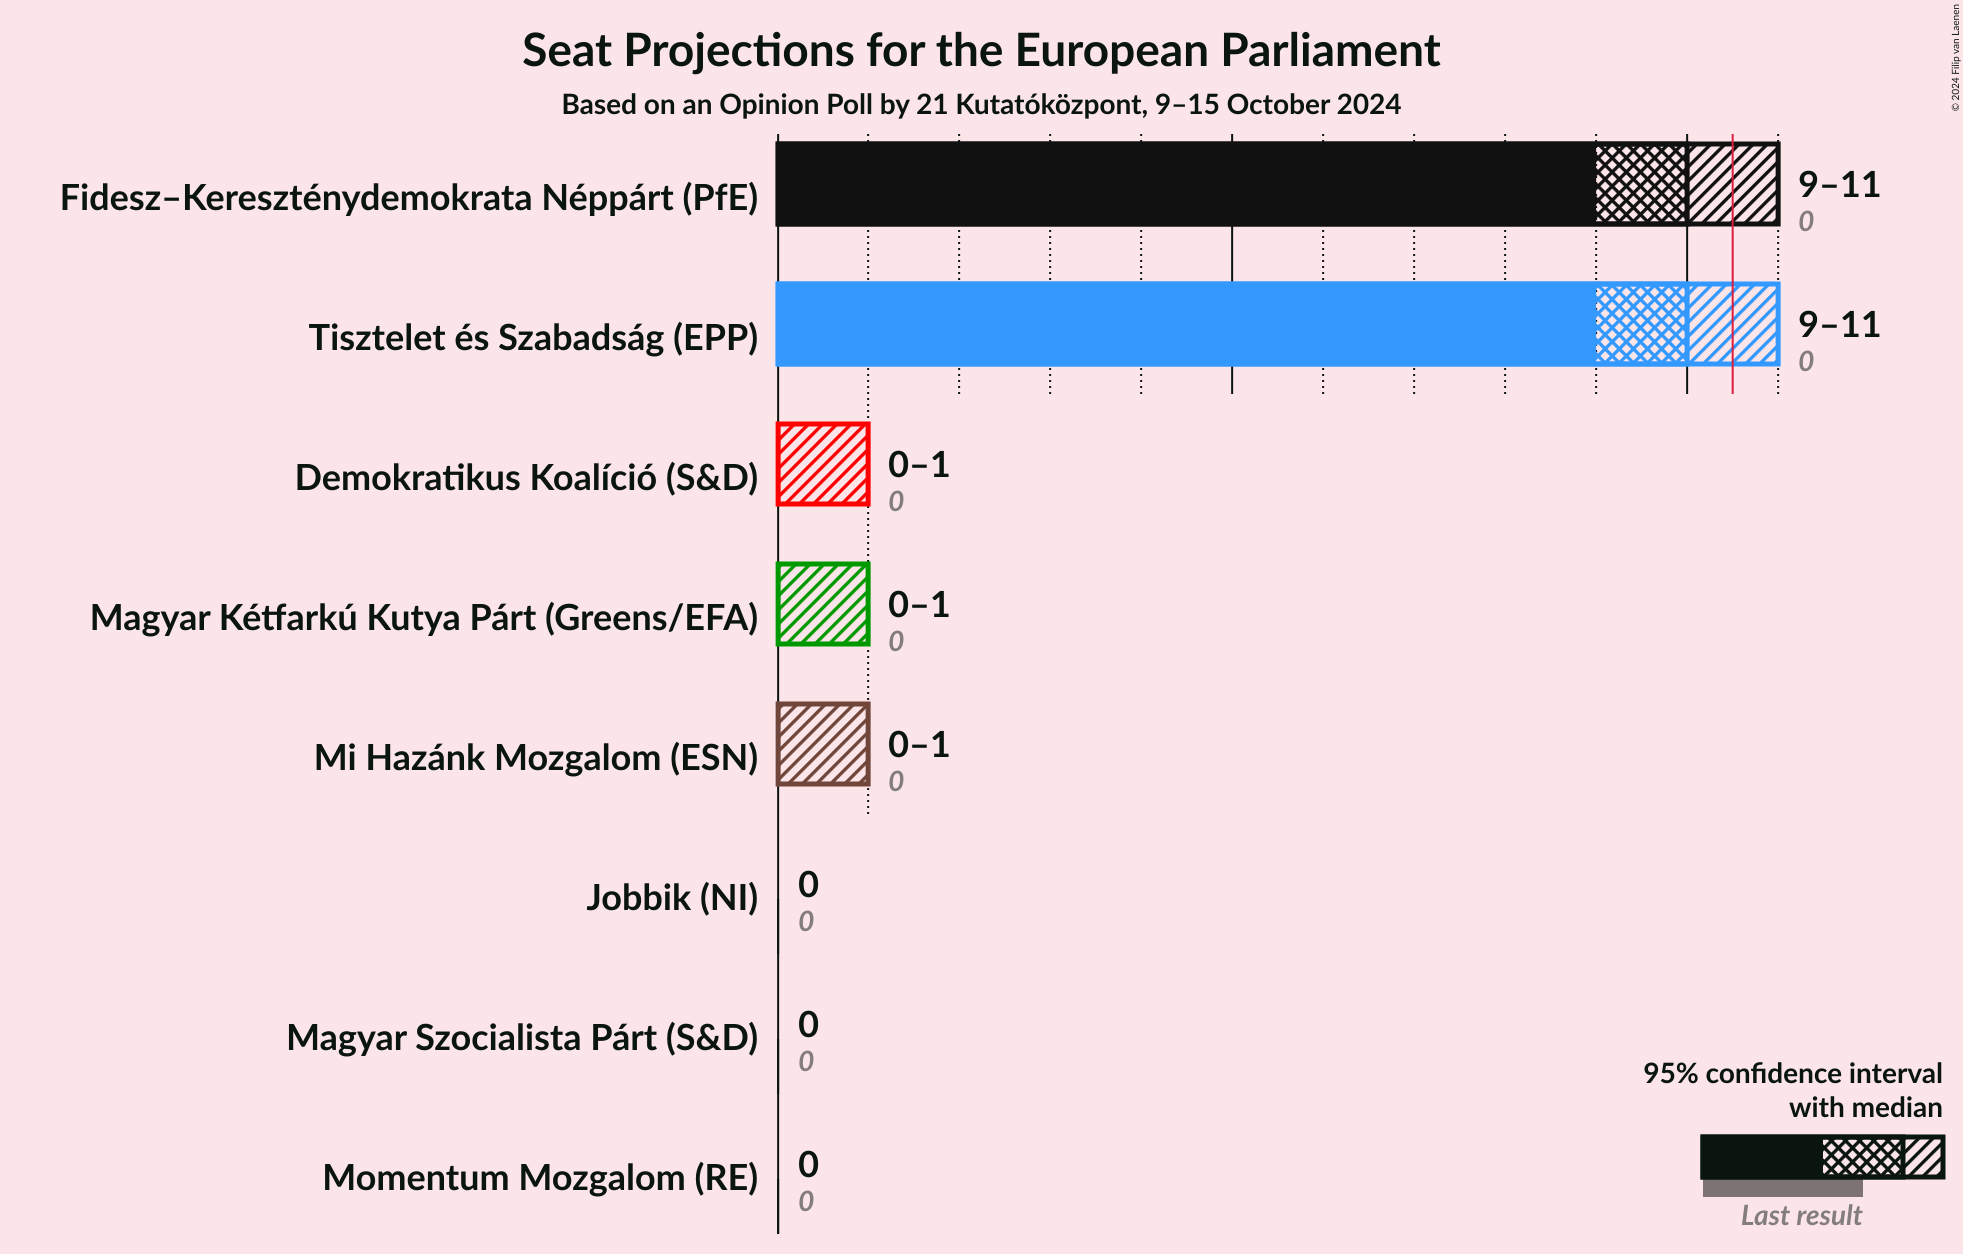 Seat Projections for the European Parliament
Based on an Opinion Poll by 21 Kutatóközpont, 9–15 October 2024
© 2024 Filip van Laenen
Fidesz–Kereszténydemokrata Néppárt (PfE)
9–11
0
Tisztelet és Szabadság (EPP)
9–11
0
Demokratikus Koalíció (S&D)
0–1
0
Magyar Kétfarkú Kutya Párt (Greens/EFA)
0–1
0
Mi Hazánk Mozgalom (ESN)
0–1
0
Jobbik (NI)
0
0
Magyar Szocialista Párt (S&D)
0
0
Momentum Mozgalom (RE)
0
0
95% confidence interval
with median
Last result